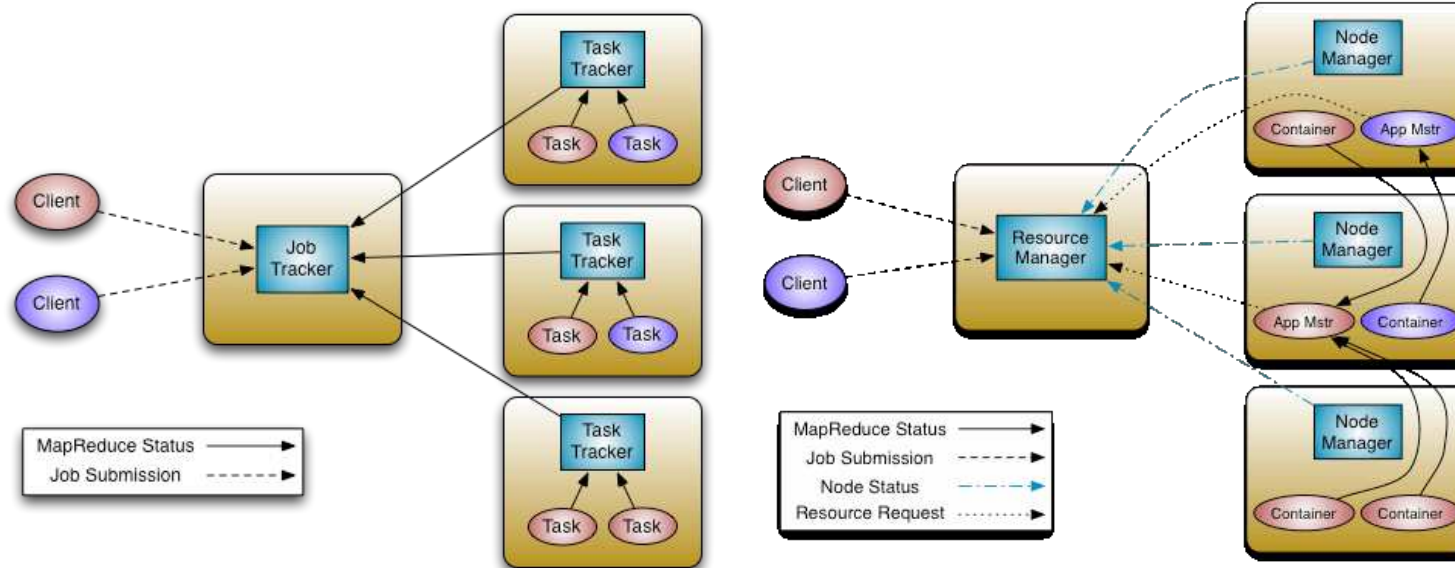 Client
Client
Job
Tracker
Task
Tracker
Task
Task
Task
Tracker
Task
Task
Task
Tracker
Task
Task
MapReduce Status
Job Submission
Client
Client
Resource
Manager
Node
Manager
Container
App Mstr
Node
Manager
App Mstr
Container
Node
Manager
Container
Container
MapReduce Status
Job Submission
Node Status
Resource Request